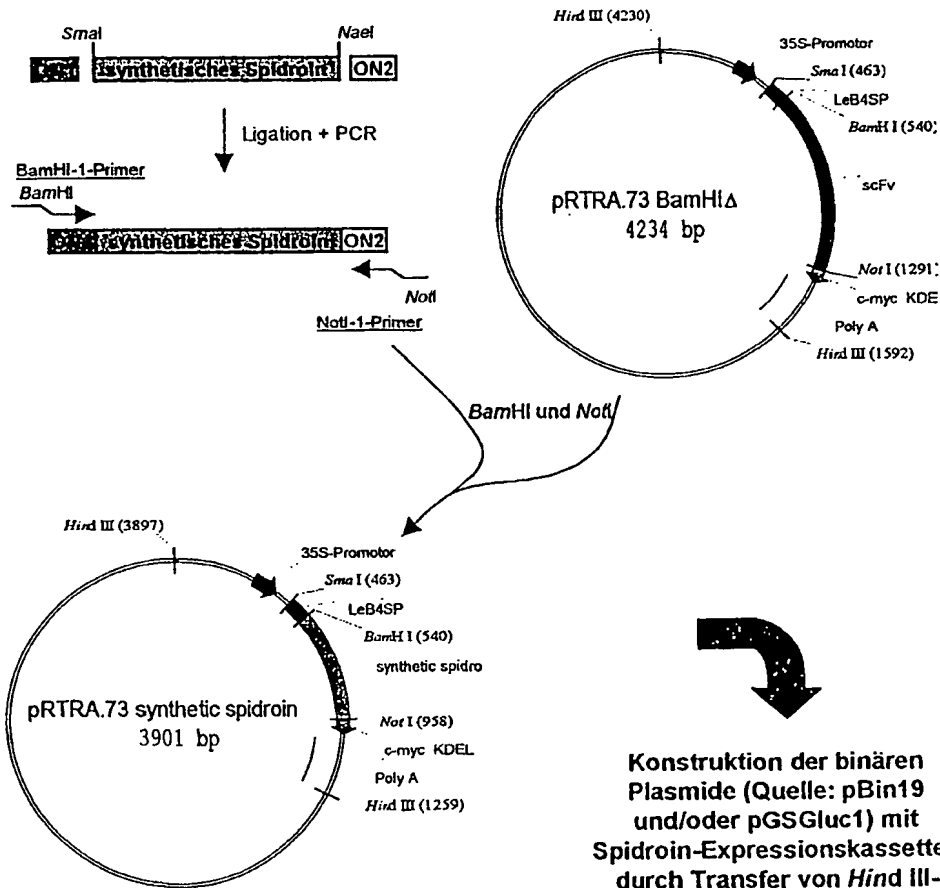 SmaI
NaeI
synthetisches Spidroin1
ON2
Ligation + PCR
BamHI-1-Primer
BamHI
synthetisches Spidroin1
ON2
NotI
NotI-1-Primer
Hind III (4230)
35S-Promotor
Sma I (463)
LeB4SP
BamH I (540)
scFv
pRTRA.73 BamHIΔ
4234 bp
Not I (1291)
c-myc KDE
Poly A
Hind III (1592)
BamHI und NotI
Hind III (3897)
35S-Promotor
Sma I (463)
LeB4SP
BamH I (540)
synthetic spidro
pRTRA.73 synthetic spidroin
3901 bp
Not I (958)
c-myc KDEL
Poly A
Hind III (1259)
Konstruktion der binären
Plasmide (Quelle: pBin19
und/oder pGSGluc1) mit
Spidroin-Expressionskassette
durch Transfer von Hind III-